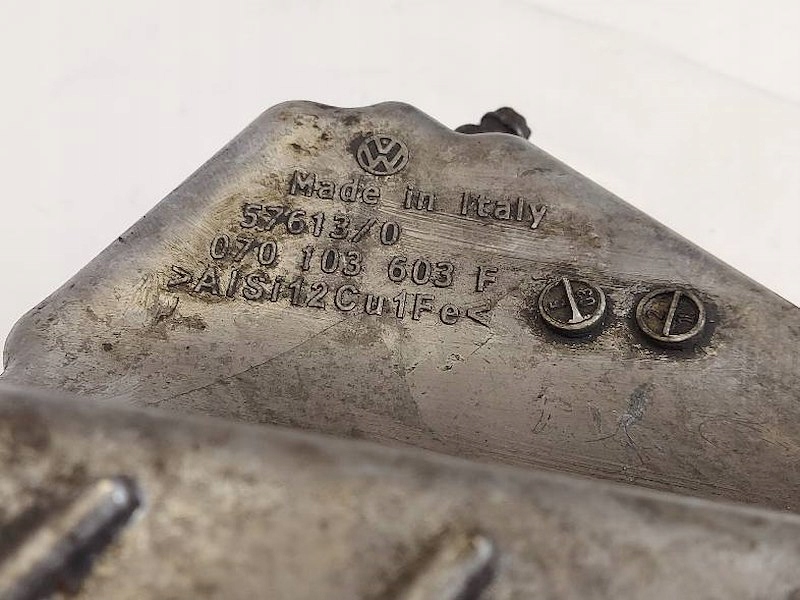 VW
Made in Italy
57613/0
070 103 603 F
>AlSi12Cu1Fe<